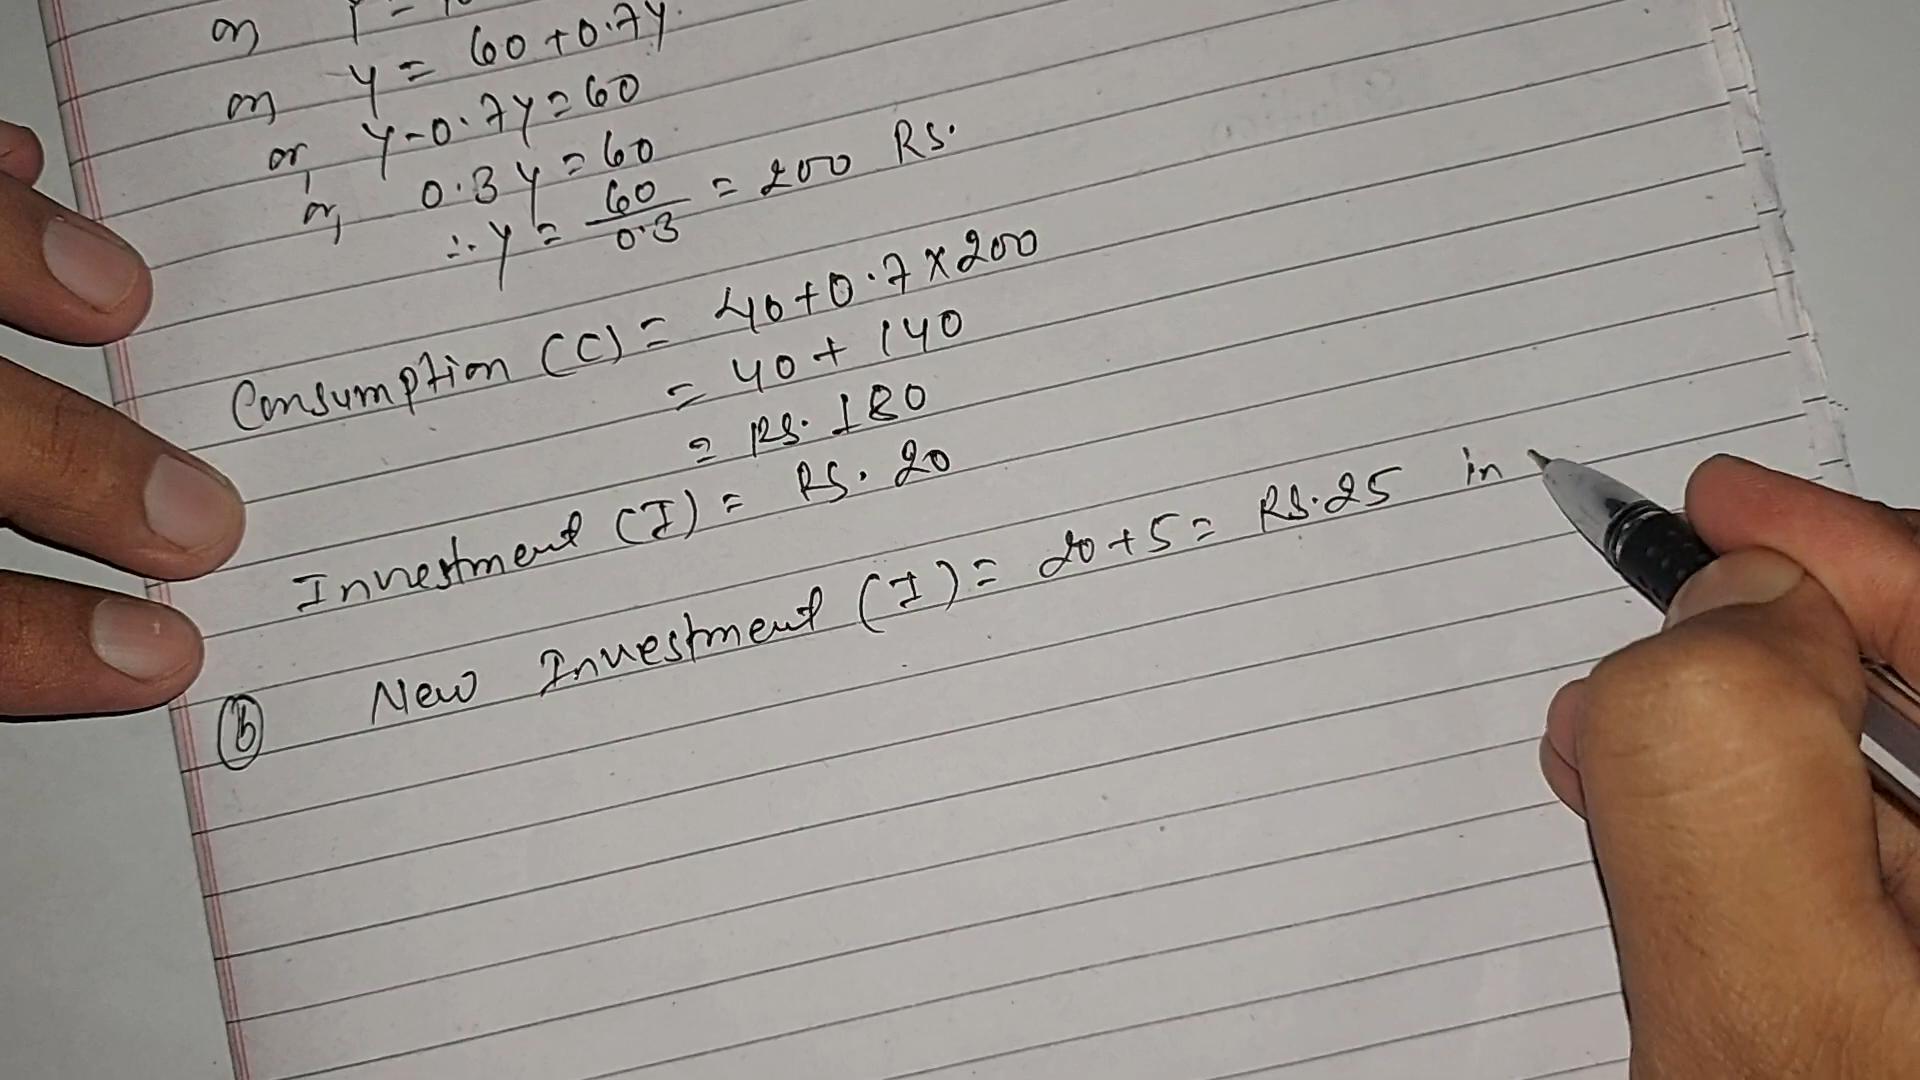 or
or Y = 60 + 0.7Y.
or, Y - 0.7Y = 60
or, 0.3Y = 60
∴ Y = 60/0.3 = 200 Rs.
Consumption (C) = 40 + 0.7 × 200
= 40 + 140
= Rs. 180
Investment (I) = Rs. 20
(b) New Investment (I) = 20 + 5 = Rs. 25 in